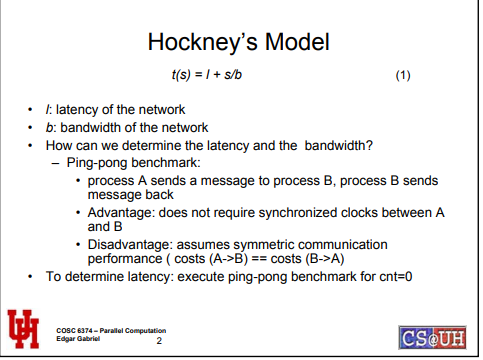 Hockney's Model
t(s) = l + s/b (1)
• l: latency of the network
• b: bandwidth of the network
• How can we determine the latency and the bandwidth?
– Ping-pong benchmark:
• process A sends a message to process B, process B sends
message back
• Advantage: does not require synchronized clocks between A
and B
• Disadvantage: assumes symmetric communication
performance ( costs (A->B) == costs (B->A)
• To determine latency: execute ping-pong benchmark for cnt=0
COSC 6374 – Parallel Computation
Edgar Gabriel
2
UH
CS@UH